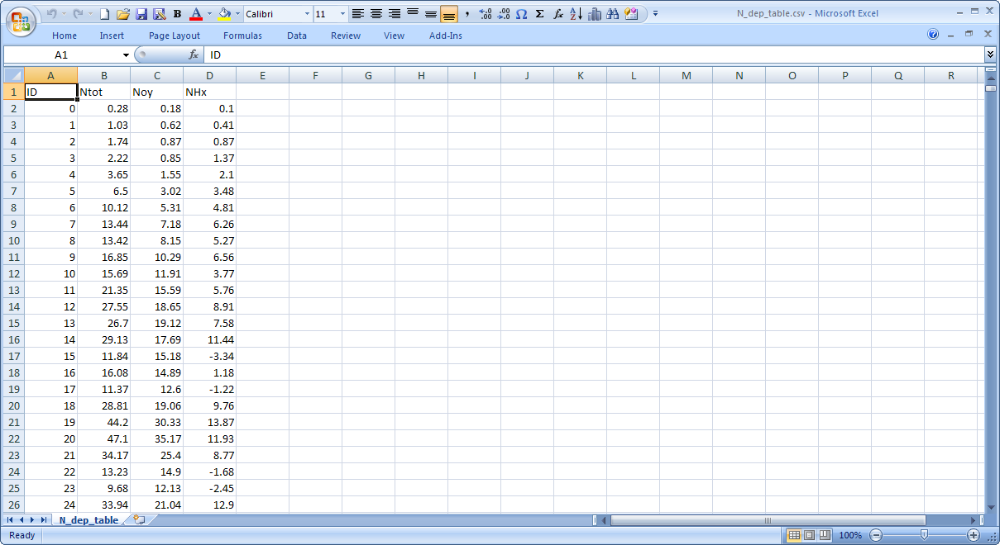 Calibri 11 N_dep_table.csv - Microsoft Excel
Home Insert Page Layout Formulas Data Review View Add-Ins
A1 fx ID
A B C D E F G H I J K L M N O P Q R
1 ID Ntot Noy NHx
2 0 0.28 0.18 0.1
3 1 1.03 0.62 0.41
4 2 1.74 0.87 0.87
5 3 2.22 0.85 1.37
6 4 3.65 1.55 2.1
7 5 6.5 3.02 3.48
8 6 10.12 5.31 4.81
9 7 13.44 7.18 6.26
10 8 13.42 8.15 5.27
11 9 16.85 10.29 6.56
12 10 15.69 11.91 3.77
13 11 21.35 15.59 5.76
14 12 27.55 18.65 8.91
15 13 26.7 19.12 7.58
16 14 29.13 17.69 11.44
17 15 11.84 15.18 -3.34
18 16 16.08 14.89 1.18
19 17 11.37 12.6 -1.22
20 18 28.81 19.06 9.76
21 19 44.2 30.33 13.87
22 20 47.1 35.17 11.93
23 21 34.17 25.4 8.77
24 22 13.23 14.9 -1.68
25 23 9.68 12.13 -2.45
26 24 33.94 21.04 12.9
N_dep_table
Ready 100%